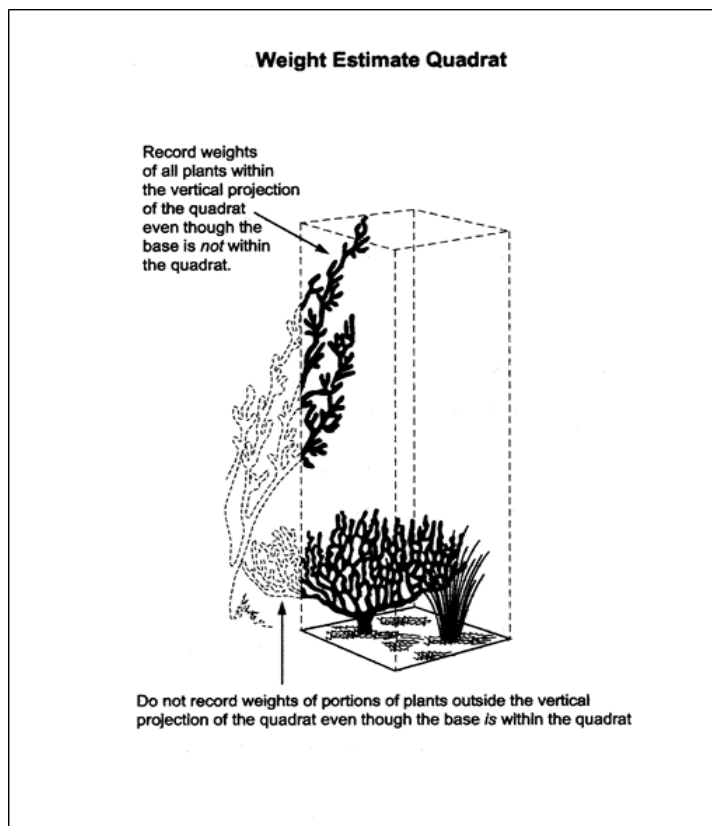 Weight Estimate Quadrat
Record weights
of all plants within
the vertical projection
of the quadrat
even though the
base is not within
the quadrat.
Do not record weights of portions of plants outside the vertical
projection of the quadrat even though the base is within the quadrat